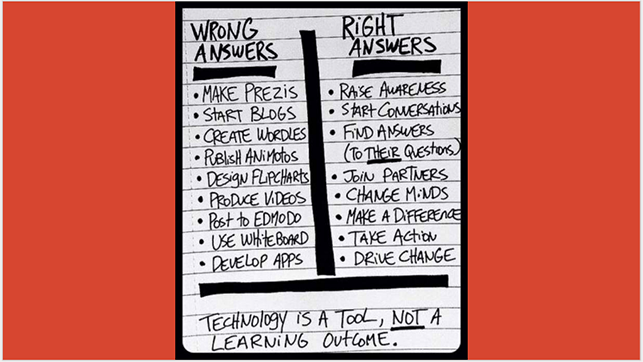 WRONG
ANSWERS
• MAKE PREZIS
• START BLOGS
• CREATE WORDLES
• PUBLISH ANIMOTOS
• DESIGN FLIPCHARTS
• PRODUCE VIDEOS
• POST TO EDMODO
• USE WHITEBOARD
• DEVELOP APPS
RIGHT
ANSWERS
• RAISE AWARENESS
• START CONVERSATIONS
• FIND ANSWERS
(TO THEIR QUESTIONS)
• JOIN PARTNERS
• CHANGE MINDS
• MAKE A DIFFERENCE
• TAKE ACTION
• DRIVE CHANGE
TECHNOLOGY IS A TOOL, NOT A
LEARNING OUTCOME.